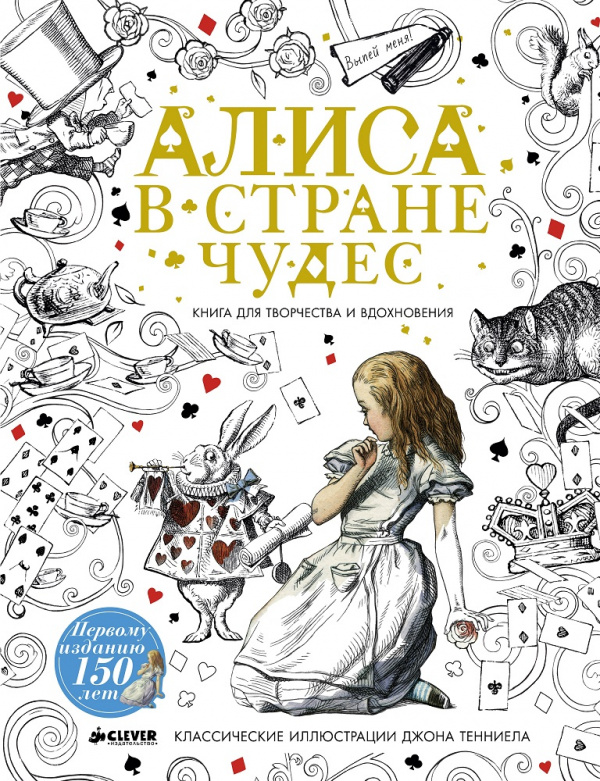 Выпей меня!
АЛИСА
В СТРАНЕ
ЧУДЕС
КНИГА ДЛЯ ТВОРЧЕСТВА И ВДОХНОВЕНИЯ
Первому
изданию
150
лет
CLEVER
издательство
КЛАССИЧЕСКИЕ ИЛЛЮСТРАЦИИ ДЖОНА ТЕННИЕЛА